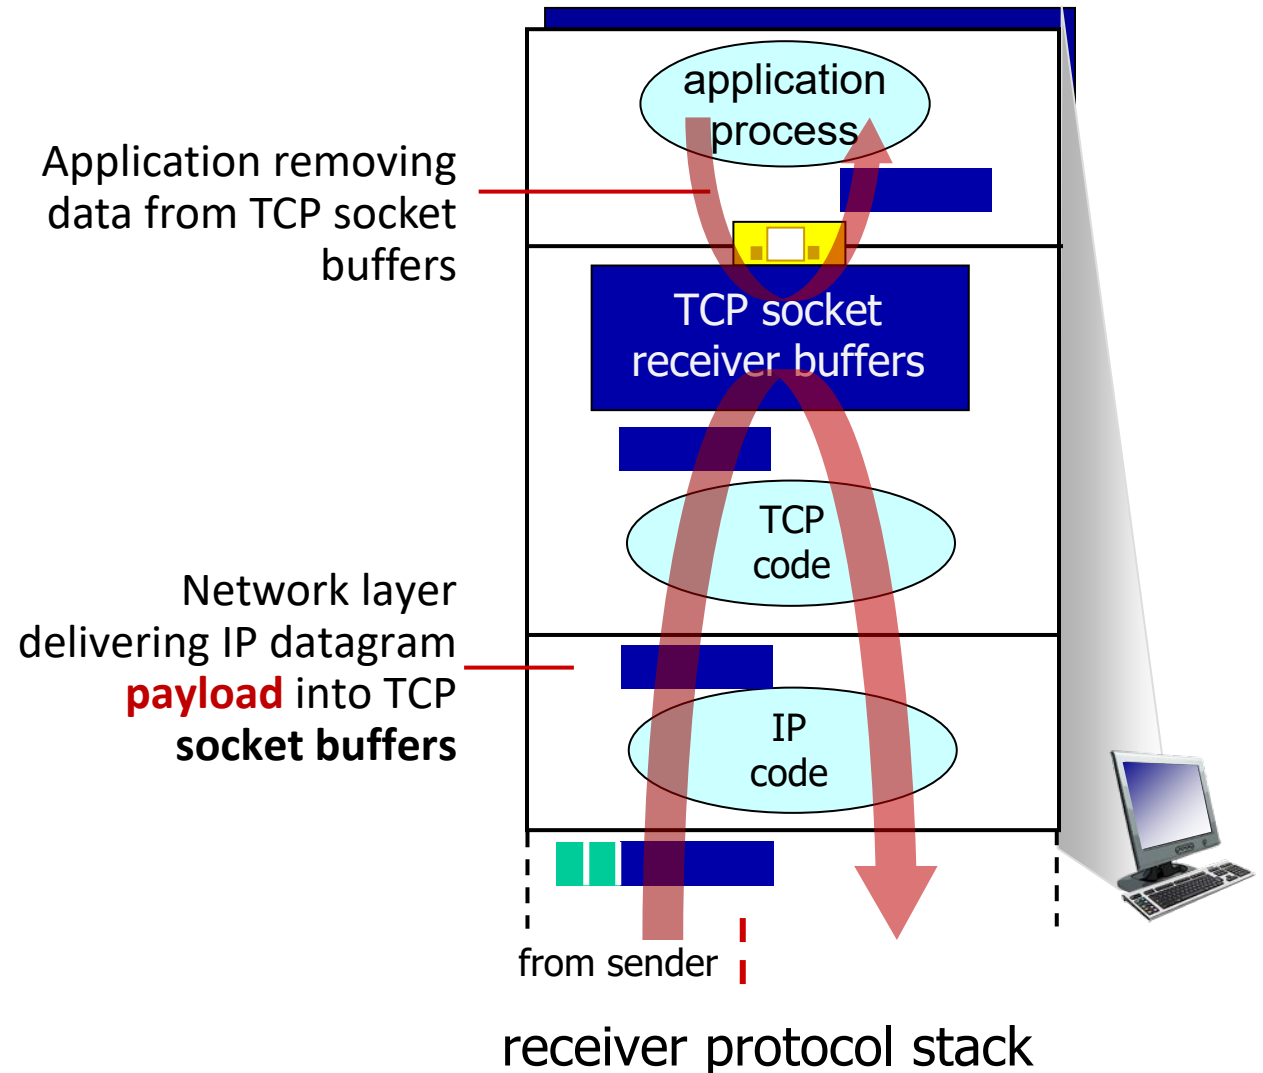 application
process
Application removing
data from TCP socket
buffers
TCP socket
receiver buffers
TCP
code
Network layer
delivering IP datagram
payload into TCP
socket buffers
IP
code
from sender
receiver protocol stack